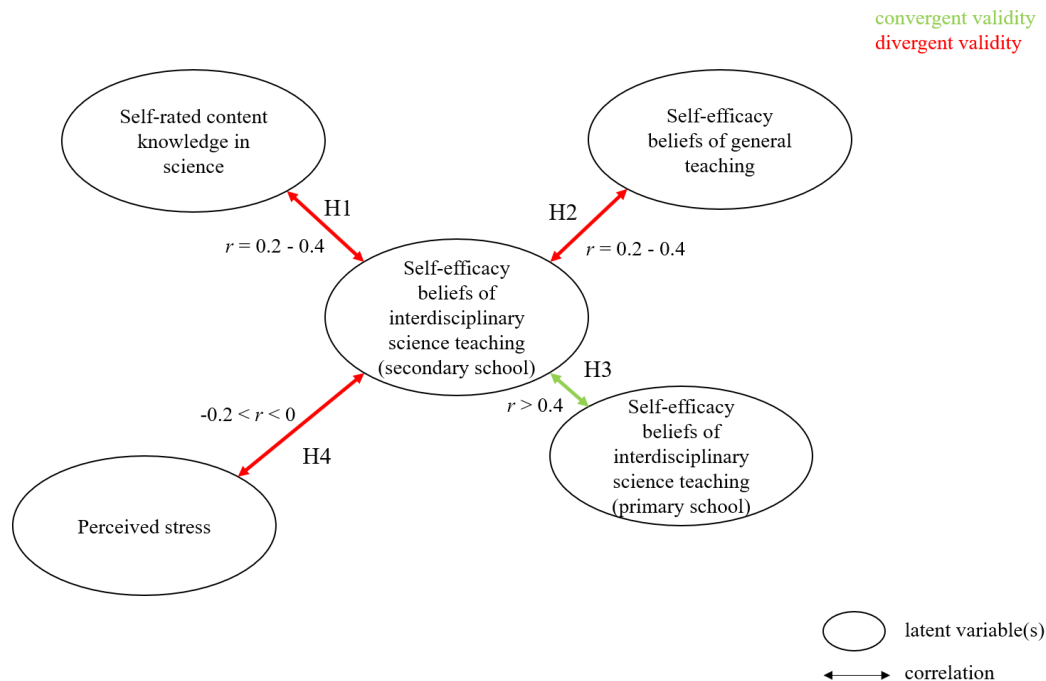 convergent validity
divergent validity
Self-rated content
knowledge in
science
Self-efficacy
beliefs of general
teaching
H1
H2
r = 0.2 - 0.4
r = 0.2 - 0.4
Self-efficacy
beliefs of
interdisciplinary
science teaching
(secondary school)
H3
r > 0.4
-0.2 < r < 0
H4
Self-efficacy
beliefs of
interdisciplinary
science teaching
(primary school)
Perceived stress
latent variable(s)
correlation